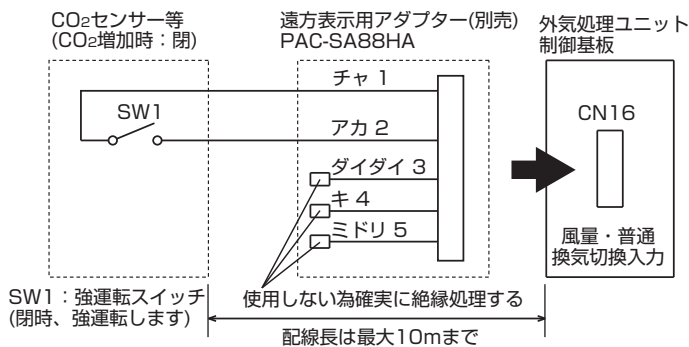 CO2センサー等
(CO2増加時：閉)
遠方表示用アダプター(別売)
PAC-SA88HA
外気処理ユニット
制御基板
チャ 1
SW1
アカ 2
CN16
ダイダイ 3
キ 4
ミドリ 5
風量・普通
換気切換入力
SW1：強運転スイッチ
(閉時、強運転します)
使用しない為確実に絶縁処理する
配線長は最大10mまで